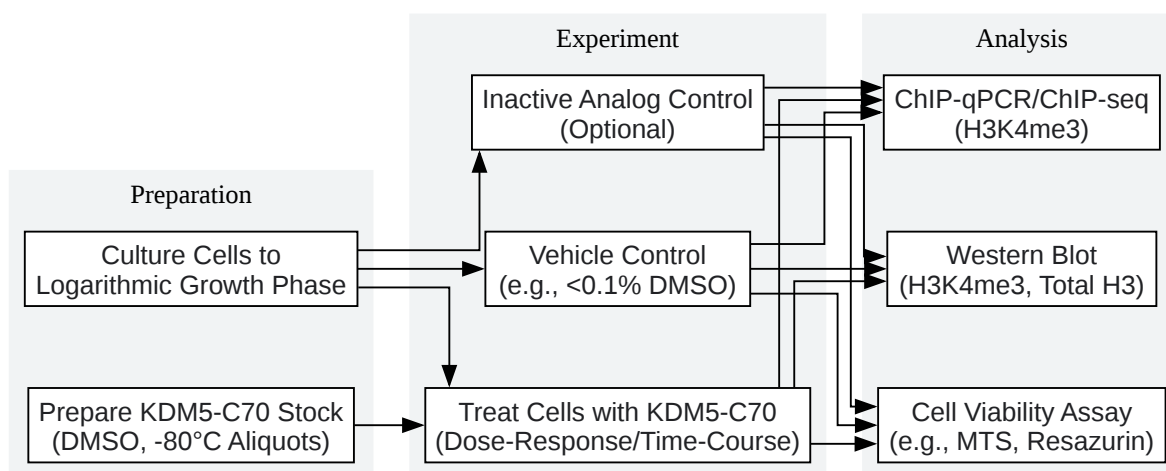 Preparation
Culture Cells to
Logarithmic Growth Phase
Prepare KDM5-C70 Stock
(DMSO, -80°C Aliquots)
Experiment
Inactive Analog Control
(Optional)
Vehicle Control
(e.g., <0.1% DMSO)
Treat Cells with KDM5-C70
(Dose-Response/Time-Course)
Analysis
ChIP-qPCR/ChIP-seq
(H3K4me3)
Western Blot
(H3K4me3, Total H3)
Cell Viability Assay
(e.g., MTS, Resazurin)